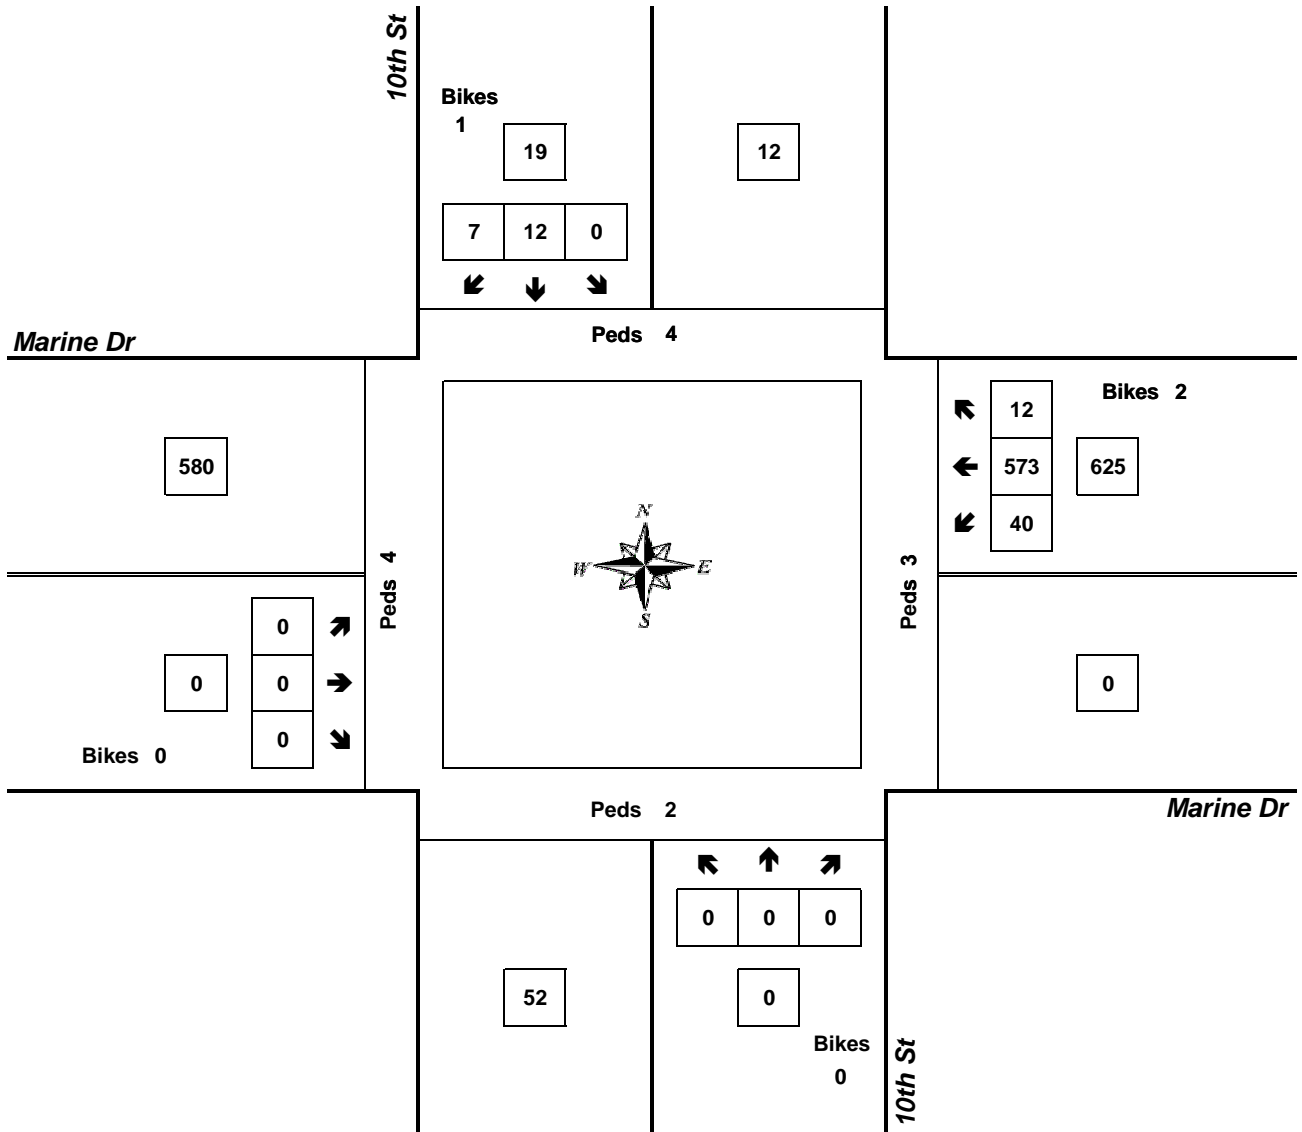 10th St
Bikes
1
19
12
7 12 0
Marine Dr
Peds 4
12
Bikes 2
580
573 625
40
N
W E
S
Peds 4
Peds 3
0
0 0
0
0
Bikes 0
Peds 2
Marine Dr
0 0 0
52
0
Bikes
0
10th St